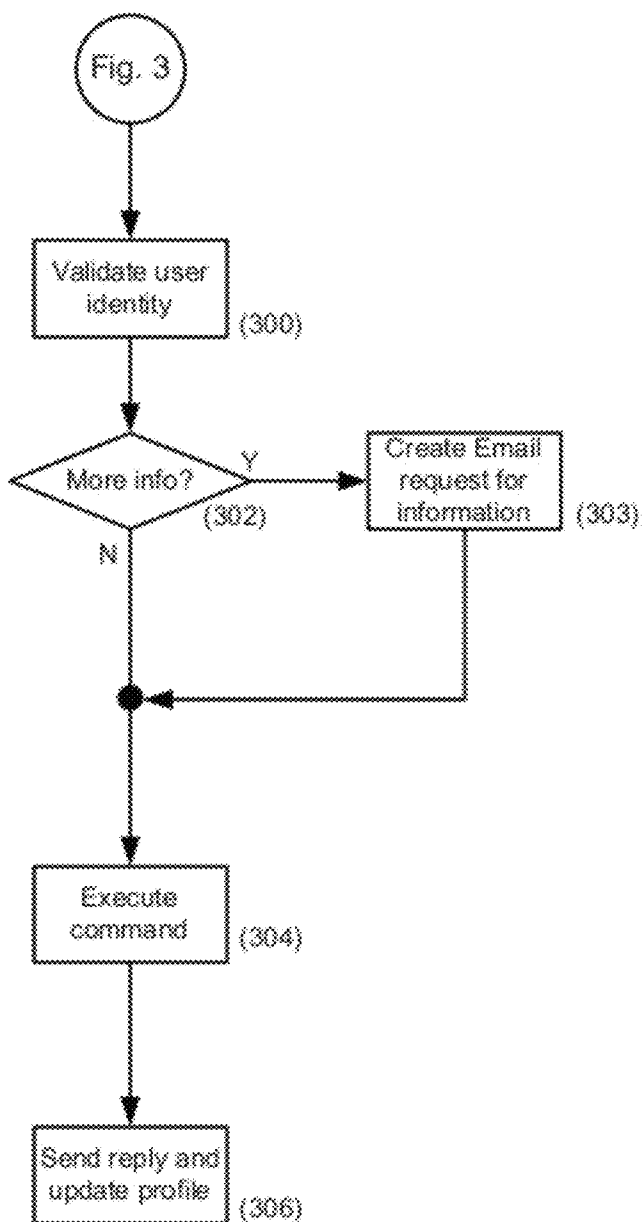 Fig. 3
Validate user
identity
(300)
More info?
Y
(302)
N
Create Email
request for
information
(303)
Execute
command
(304)
Send reply and
update profile
(306)